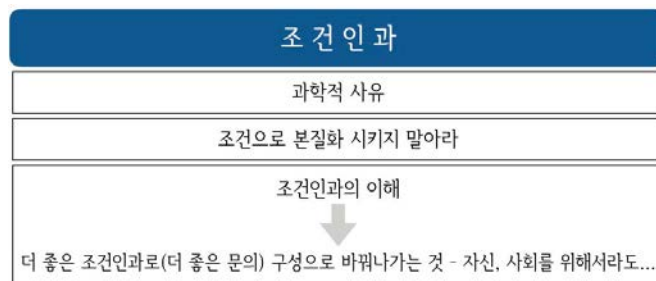 조건인과
과학적 사유
조건으로 본질화 시키지 말아라
조건인과의 이해
더 좋은 조건인과로(더 좋은 문의) 구성으로 바꿔나가는 것 - 자신, 사회를 위해서라도...